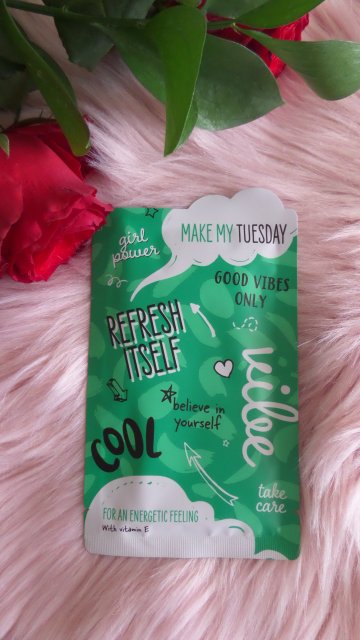 girl
power
MAKE MY TUESDAY
GOOD VIBES
ONLY
REFRESH
ITSELF
vibe
believe in
yourself
COOL
take
care
FOR AN ENERGETIC FEELING
With vitamin E